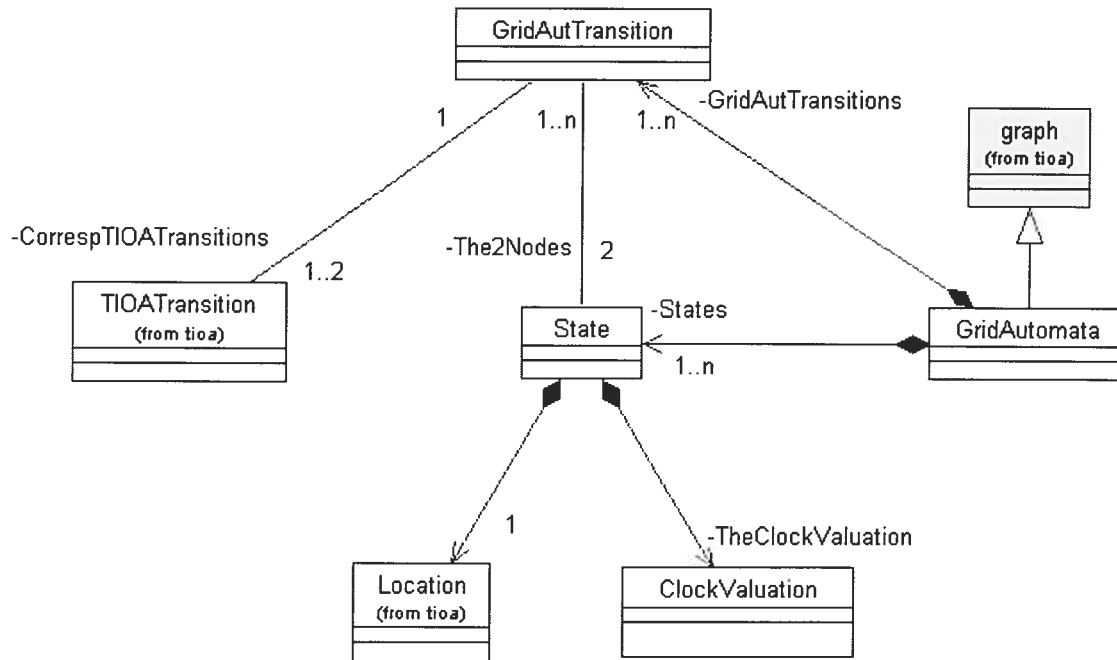 GridAutTransition
1
1..n
1..n
-GridAutTransitions
graph
(from tioa)
-CorrespTIOATransitions
1..2
-The2Nodes
2
TIOATransition
(from tioa)
State
-States
1..n
GridAutomata
1
-TheClockValuation
Location
(from tioa)
ClockValuation